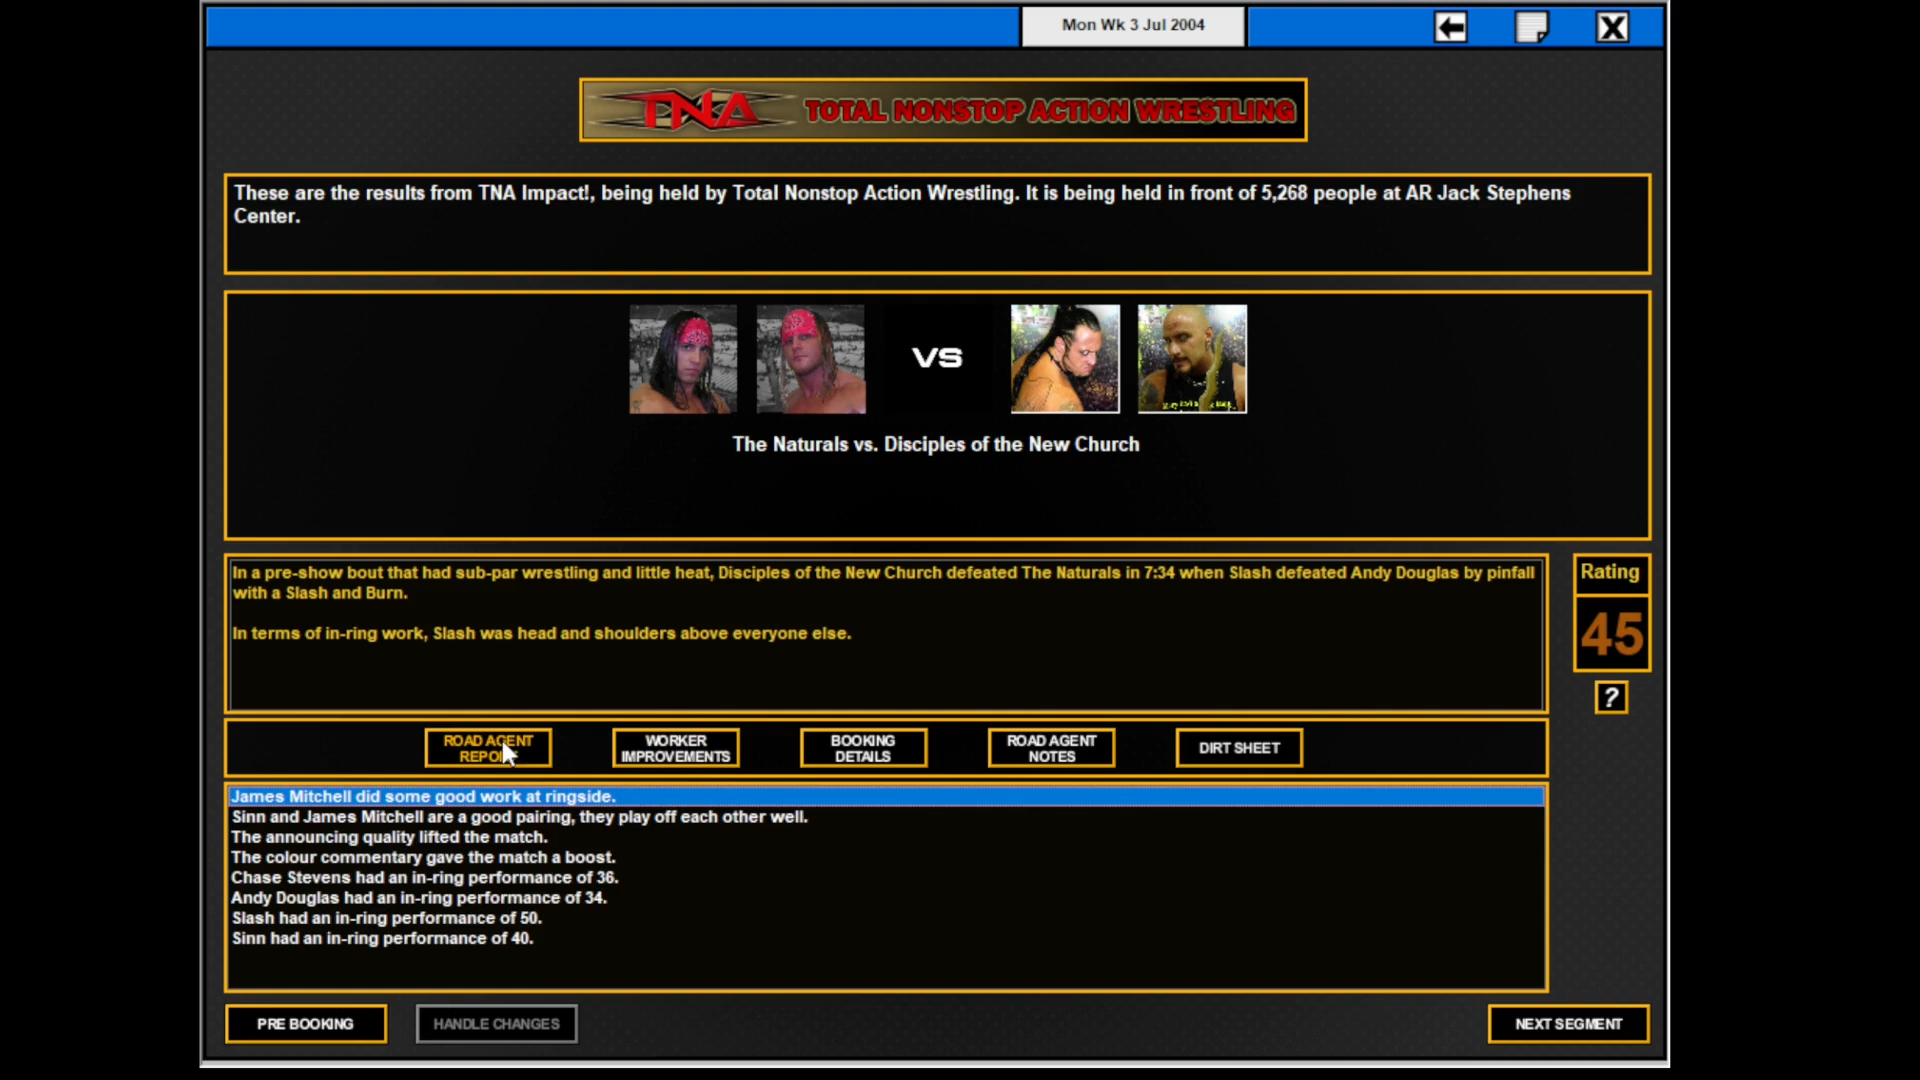 Mon Wk 3 Jul 2004
TNA TOTAL NONSTOP ACTION WRESTLING
These are the results from TNA Impact!, being held by Total Nonstop Action Wrestling. It is being held in front of 5,268 people at AR Jack Stephens
Center.
VS
The Naturals vs. Disciples of the New Church
In a pre-show bout that had sub-par wrestling and little heat, Disciples of the New Church defeated The Naturals in 7:34 when Slash defeated Andy Douglas by pinfall
with a Slash and Burn.
In terms of in-ring work, Slash was head and shoulders above everyone else.
Rating
45
?
ROAD AGENT
REPORT
WORKER
IMPROVEMENTS
BOOKING
DETAILS
ROAD AGENT
NOTES
DIRT SHEET
James Mitchell did some good work at ringside.
Sinn and James Mitchell are a good pairing, they play off each other well.
The announcing quality lifted the match.
The colour commentary gave the match a boost.
Chase Stevens had an in-ring performance of 36.
Andy Douglas had an in-ring performance of 34.
Slash had an in-ring performance of 50.
Sinn had an in-ring performance of 40.
PRE BOOKING
HANDLE CHANGES
NEXT SEGMENT